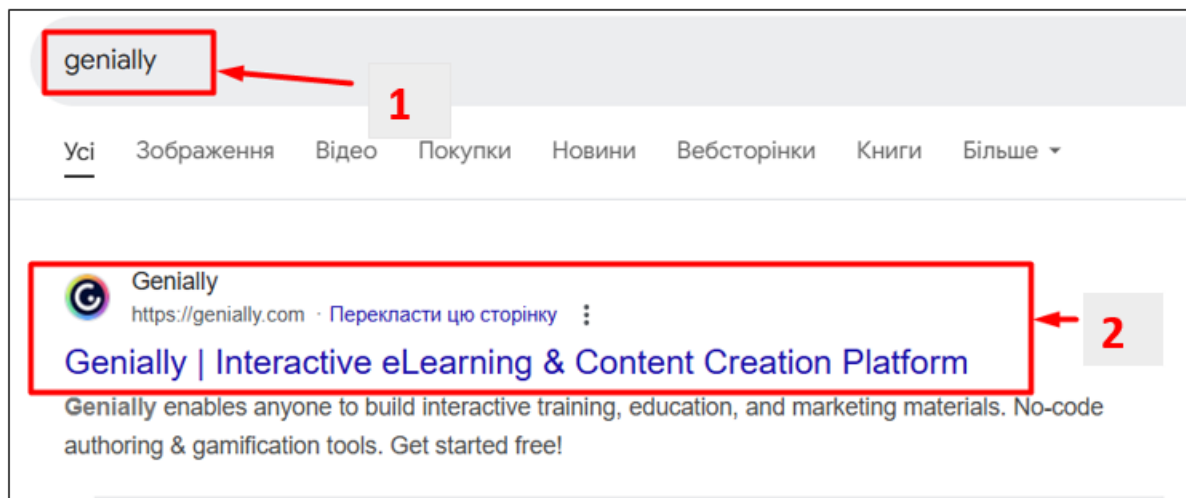 genially
1
Усі Зображення Відео Покупки Новини Вебсторінки Книги Більше
Genially
https://genially.com · Перекласти цю сторінку
2
Genially | Interactive eLearning & Content Creation Platform
Genially enables anyone to build interactive training, education, and marketing materials. No-code
authoring & gamification tools. Get started free!